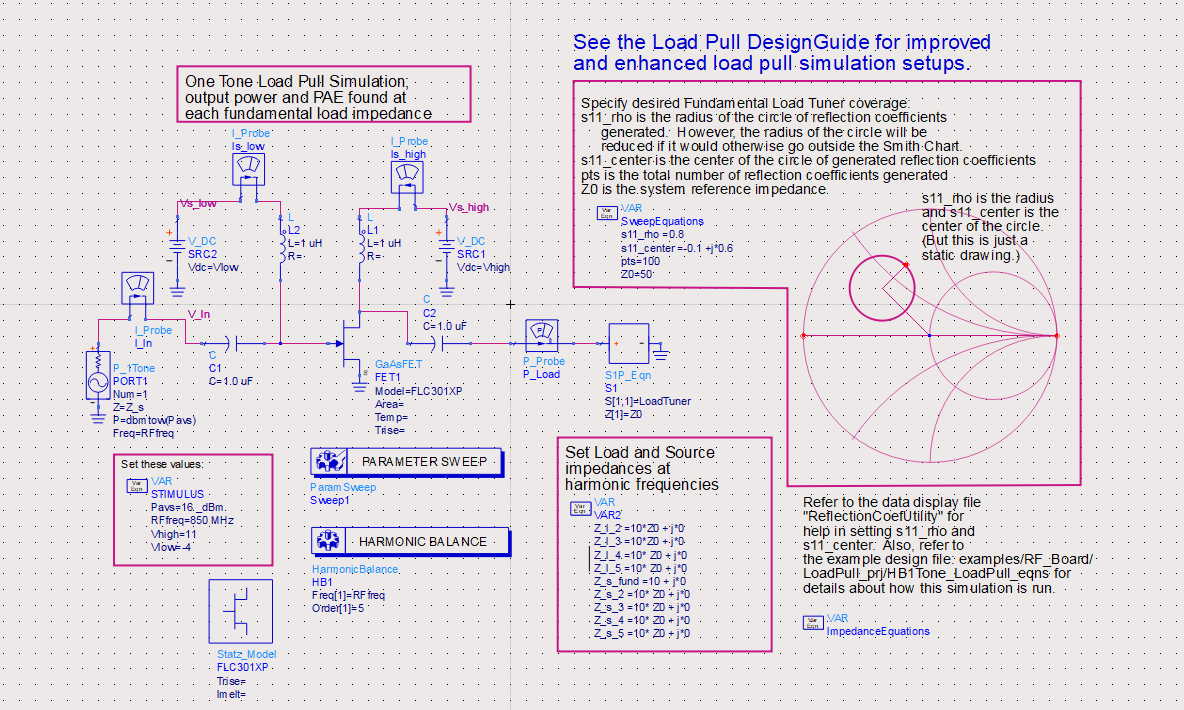 See the Load Pull DesignGuide for improved
and enhanced load pull simulation setups.
One Tone Load Pull Simulation;
output power and PAE found at
each fundamental load impedance
Specify desired Fundamental Load Tuner coverage:
s11_rho is the radius of the circle of reflection coefficients
generated. However, the radius of the circle will be
reduced if it would otherwise go outside the Smith Chart.
s11_center is the center of the circle of generated reflection coefficients
pts is the total number of reflection coefficients generated
Z0 is the system reference impedance.
VAR
SweepEquations
s11_rho =0.8
s11_center =-0.1 +j*0.6
pts=100
Z0=50
s11_rho is the radius
and s11_center is the
center of the circle.
(But this is just a
static drawing.)
I_Probe
Is_low
I_Probe
Is_high
Vs_low
Vs_high
V_DC
SRC2
Vdc=Vlow
L
L2
L=1 uH
R=
L
L1
L=1 uH
R=
V_DC
SRC1
Vdc=Vhigh
I_Probe
I_In
V_In
C
C1
C=1.0 uF
C
C2
C=1.0 uF
P_1Tone
PORT1
Num=1
Z=Z_s
P=dbmtow(Pavs)
Freq=RFfreq
GaAsFET
FET1
Model=FLC301XP
Area=
Temp=
Trise=
P_Probe
P_Load
S1P_Eqn
S1
S[1,1]=LoadTuner
Z[1]=Z0
Set these values:
VAR
STIMULUS
Pavs=16._dBm
RFfreq=850 MHz
Vhigh=11
Vlow=-4
PARAMETER SWEEP
ParamSweep
Sweep1
HARMONIC BALANCE
HarmonicBalance
HB1
Freq[1]=RFfreq
Order[1]=5
Statz_Model
FLC301XP
Trise=
Imelt=
Set Load and Source
impedances at
harmonic frequencies
VAR
VAR2
Z_l_2 =10*Z0 +j*0
Z_l_3 =10*Z0 +j*0
Z_l_4 =10* Z0 + j*0
Z_l_5 =10* Z0 + j*0
Z_s_fund =10 + j*0
Z_s_2 =10* Z0 + j*0
Z_s_3 =10* Z0 + j*0
Z_s_4 =10* Z0 + j*0
Z_s_5 =10* Z0 + j*0
Refer to the data display file
"ReflectionCoefUtility" for
help in setting s11_rho and
s11_center. Also, refer to
the example design file: examples/RF_Board/
LoadPull_prj/HB1Tone_LoadPull_eqns for
details about how this simulation is run.
VAR
ImpedanceEquations